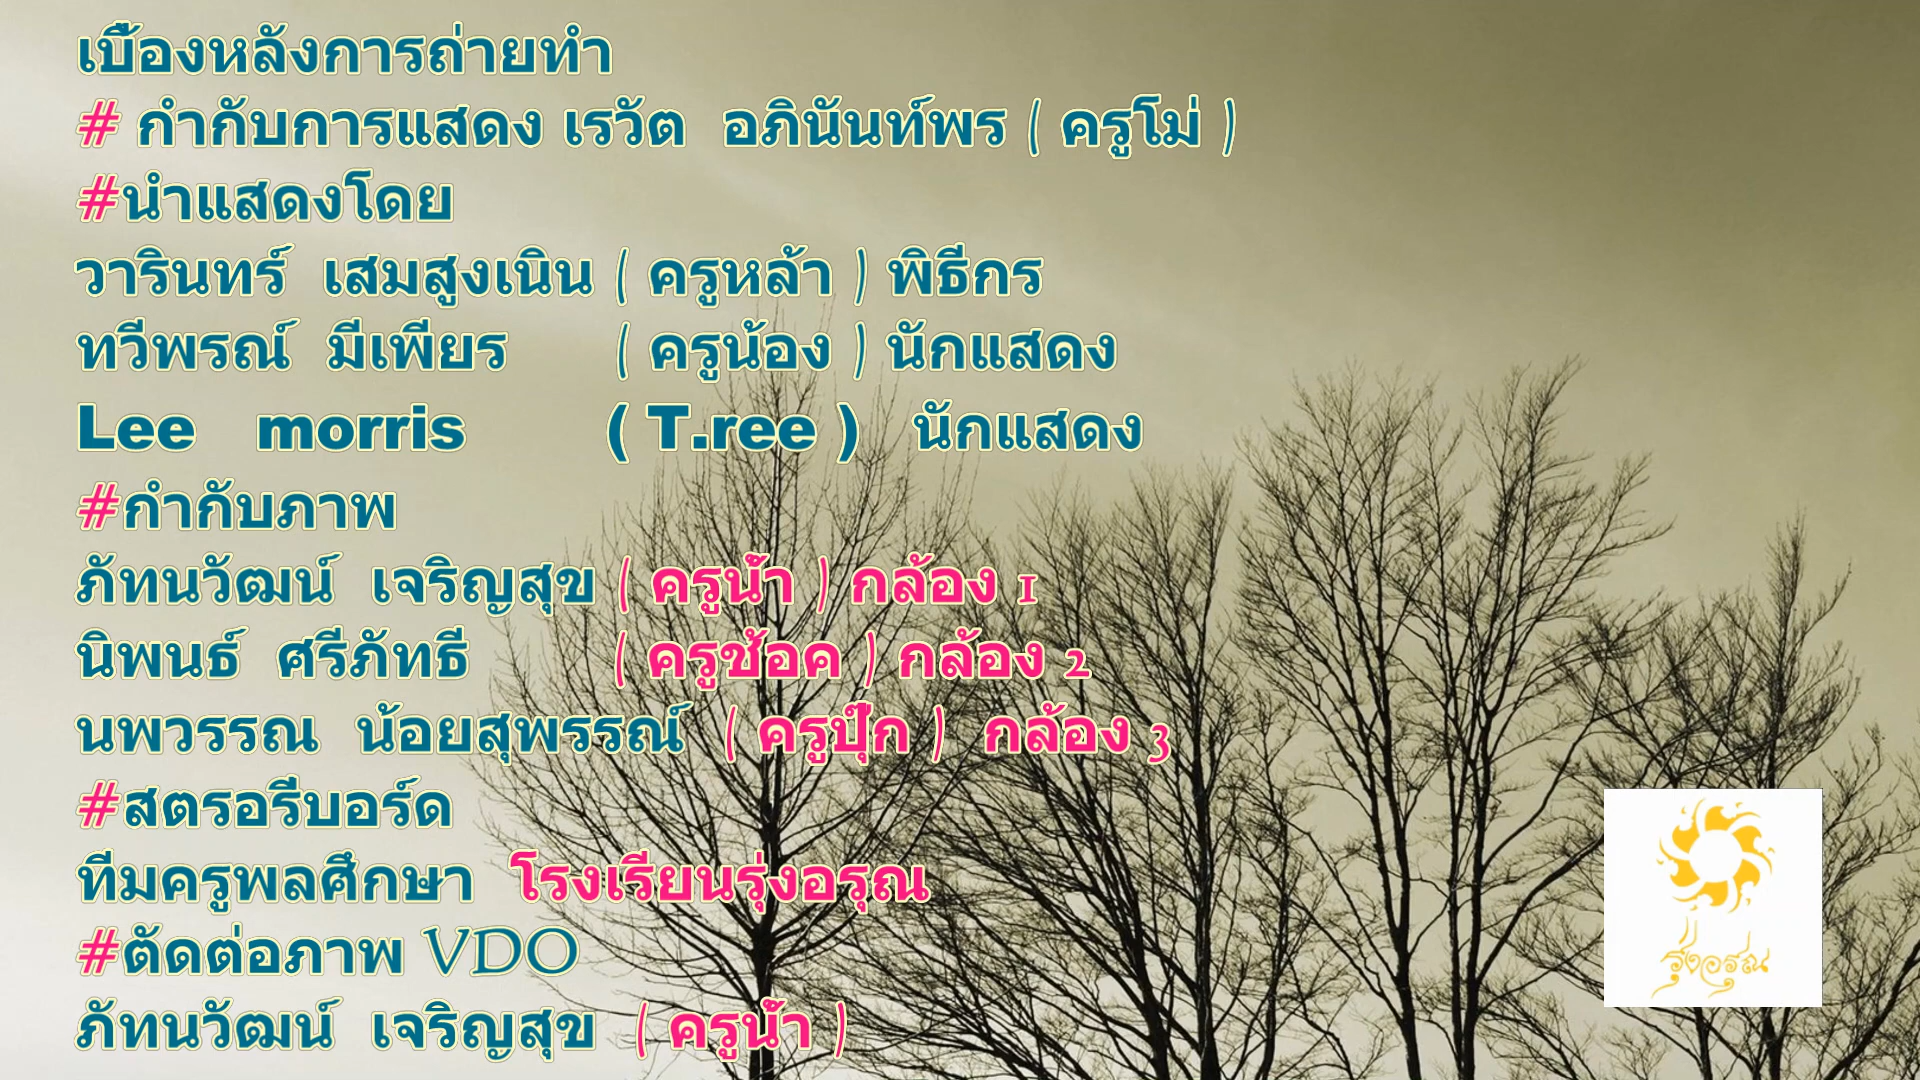 เบื้องหลังการถ่ายทำ
# กำกับการแสดง เรวัต อภินันท์พร ( ครูโม่ )
#นำแสดงโดย
วารินทร์ เสมสูงเนิน ( ครูหล้า ) พิธีกร
ทวีพรณ์ มีเพียร ( ครูน้อง ) นักแสดง
Lee morris ( T.ree ) นักแสดง
#กำกับภาพ
ภัทนวัฒน์ เจริญสุข ( ครูน้ำ ) กล้อง 1
นิพนธ์ ศรีภัทธี ( ครูช้อค ) กล้อง 2
นพวรรณ น้อยสุพรรณ์ ( ครูปุ๊ก ) กล้อง 3
#สตรอรีบอร์ด
ทีมครูพลศึกษา โรงเรียนรุ่งอรุณ
#ตัดต่อภาพ VDO
ภัทนวัฒน์ เจริญสุข ( ครูน้ำ )
รุ่งอรุณ